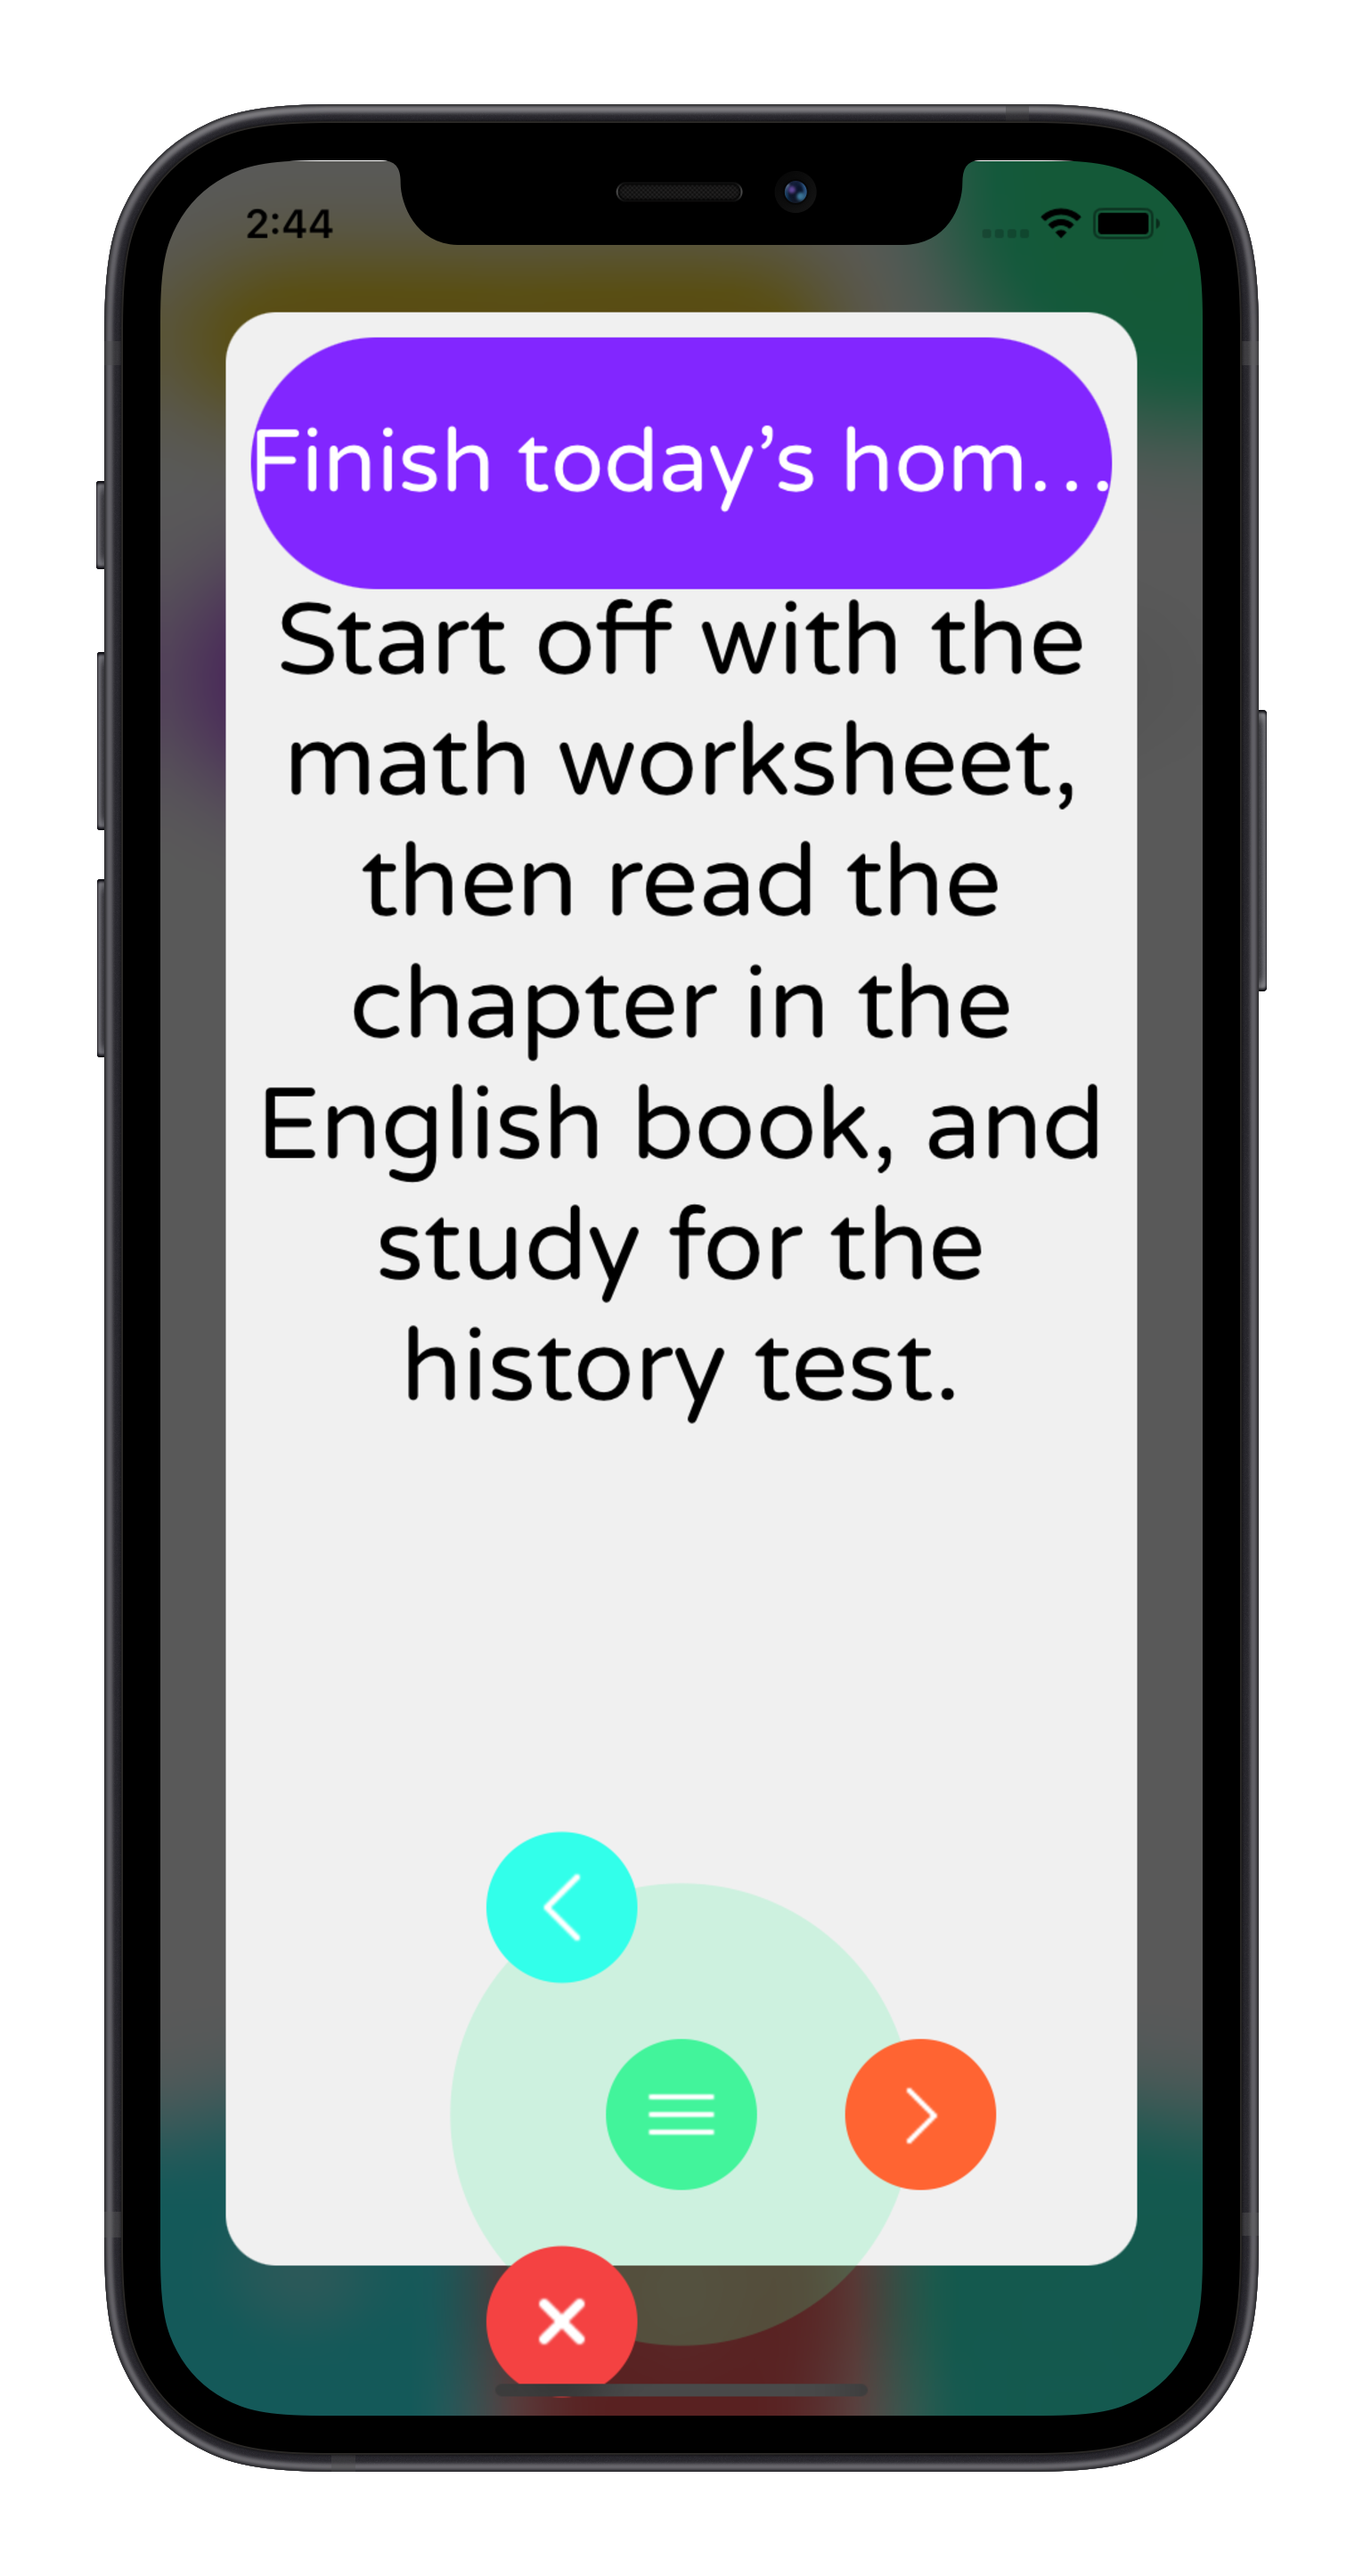 2:44
Finish today’s hom...
Start off with the
math worksheet,
then read the
chapter in the
English book, and
study for the
history test.